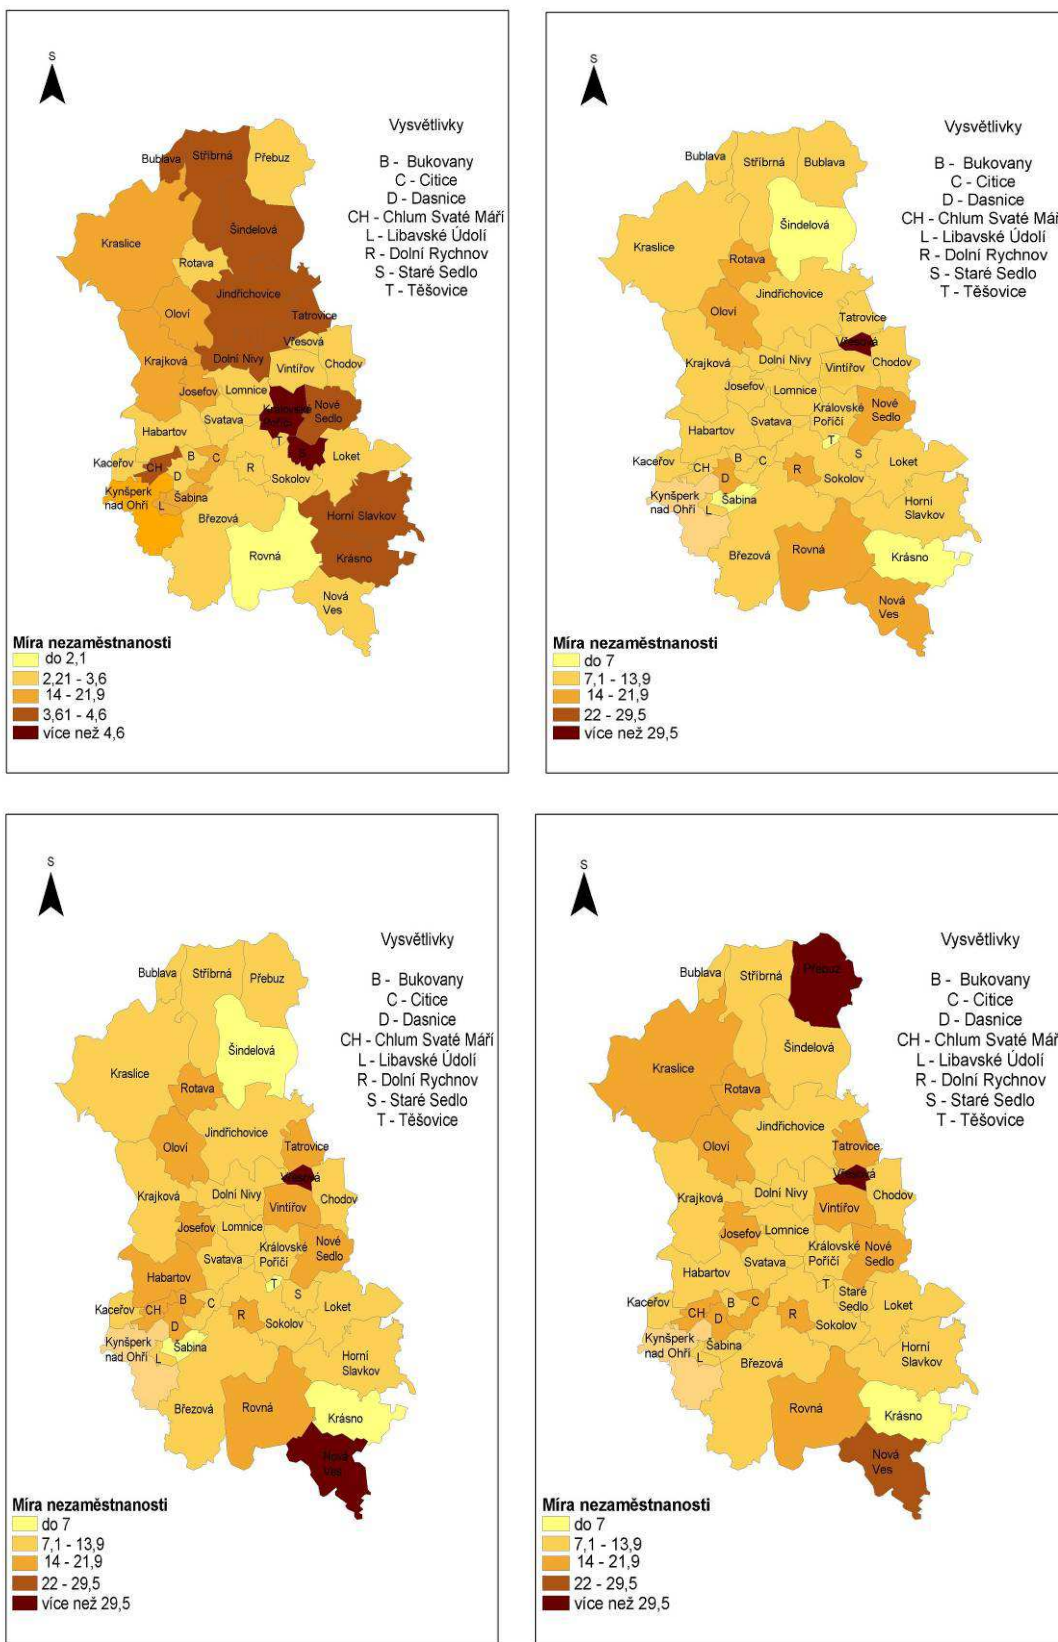 S
Vysvětlivky
B - Bukovany
C - Citice
D - Dasnice
CH - Chlum Svaté Máří
L - Libavské Údolí
R - Dolní Rychnov
S - Staré Sedlo
T - Těšovice
Bublava
Stříbrná
Přebuz
Kraslice
Šindelová
Rotava
Jindřichovice
Oloví
Tatrovice
Vřesová
Krajková
Dolní Nivy
Vintířov
Chodov
Josefov
Lomnice
Královské
Poříčí
Nové
Sedlo
Svatava
Habartov
T
S
Loket
Kaceřov
CH
B
C
D
R
Sokolov
Kynšperk
nad Ohří
L
Šabina
Březová
Horní Slavkov
Rovná
Krásno
Nová
Ves
Míra nezaměstnanosti
do 2,1
2,21 - 3,6
14 - 21,9
3,61 - 4,6
více než 4,6
S
Vysvětlivky
B - Bukovany
C - Citice
D - Dasnice
CH - Chlum Svaté Máří
L - Libavské Údolí
R - Dolní Rychnov
S - Staré Sedlo
T - Těšovice
Bublava
Stříbrná
Bublava
Kraslice
Šindelová
Rotava
Jindřichovice
Oloví
Tatrovice
Vřesová
Krajková
Dolní Nivy
Vintířov
Chodov
Josefov
Lomnice
Královské
Poříčí
Nové
Sedlo
Svatava
Habartov
T
S
Loket
Kaceřov
CH
B
C
D
R
Sokolov
Kynšperk
nad Ohří
L
Šabina
Horní
Slavkov
Březová
Rovná
Krásno
Nová
Ves
Míra nezaměstnanosti
do 7
7,1 - 13,9
14 - 21,9
22 - 29,5
více než 29,5
S
Vysvětlivky
B - Bukovany
C - Citice
D - Dasnice
CH - Chlum Svaté Máří
L - Libavské Údolí
R - Dolní Rychnov
S - Staré Sedlo
T - Těšovice
Bublava
Stříbrná
Přebuz
Kraslice
Šindelová
Rotava
Jindřichovice
Oloví
Tatrovice
Vřesová
Krajková
Dolní Nivy
Vintířov
Chodov
Josefov
Lomnice
Královské
Poříčí
Nové
Sedlo
Svatava
Habartov
T
S
Loket
Kaceřov
CH
B
C
D
R
Sokolov
Kynšperk
nad Ohří
L
Šabina
Horní
Slavkov
Březová
Rovná
Krásno
Nová
Ves
Míra nezaměstnanosti
do 7
7,1 - 13,9
14 - 21,9
22 - 29,5
více než 29,5
S
Vysvětlivky
B - Bukovany
C - Citice
D - Dasnice
CH - Chlum Svaté Máří
L - Libavské Údolí
R - Dolní Rychnov
S - Staré Sedlo
T - Těšovice
Bublava
Stříbrná
Přebuz
Kraslice
Šindelová
Rotava
Jindřichovice
Oloví
Tatrovice
Vřesová
Krajková
Dolní Nivy
Vintířov
Chodov
Josefov
Lomnice
Královské
Poříčí
Nové
Sedlo
Svatava
Habartov
T
Staré
Sedlo
Loket
Kaceřov
CH
B
C
D
R
Sokolov
Kynšperk
nad Ohří
L
Šabina
Horní
Slavkov
Březová
Rovná
Krásno
Nová
Ves
Míra nezaměstnanosti
do 7
7,1 - 13,9
14 - 21,9
22 - 29,5
více než 29,5